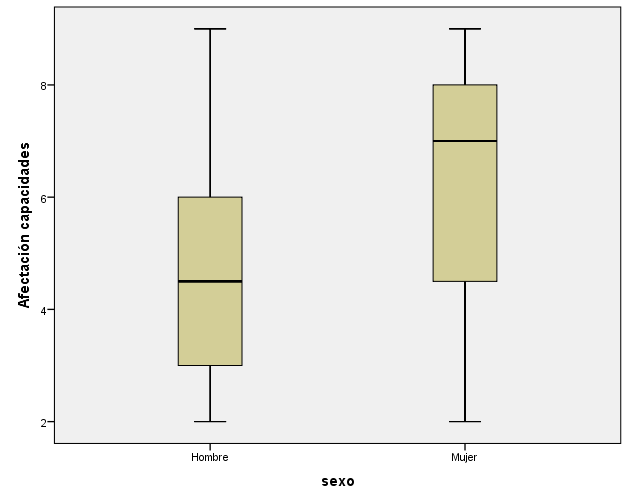 Afectación capacidades
8
6
4
2
Hombre
Mujer
sexo